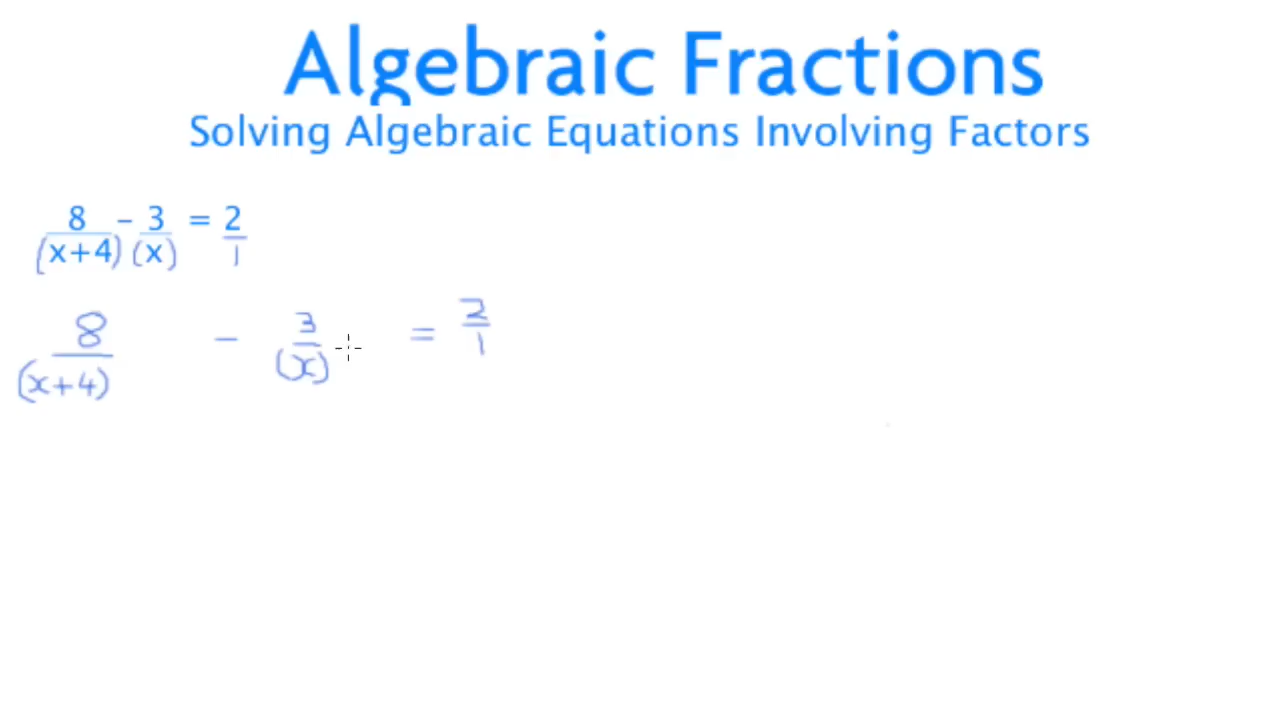 Algebraic Fractions
Solving Algebraic Equations Involving Factors
8 - 3 = 2
(x+4) (x) 1
8 - 3 = 2
(x+4) (x) 1